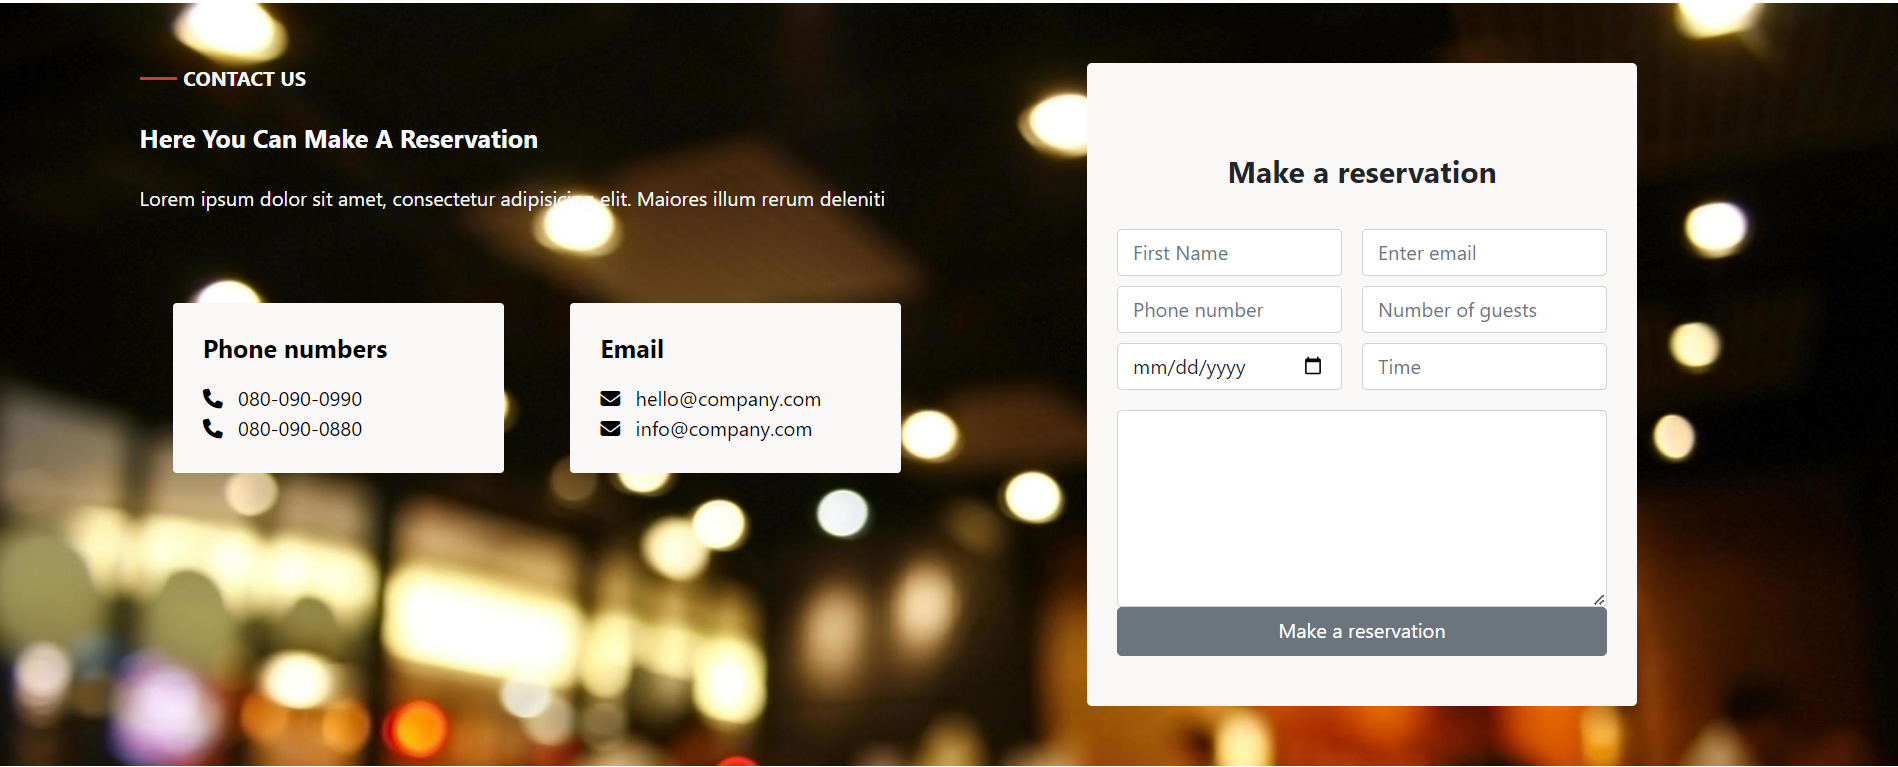 CONTACT US
Here You Can Make A Reservation
Lorem ipsum dolor sit amet, consectetur adipisicing elit. Maiores illum rerum deleniti
Phone numbers
080-090-0990
080-090-0880
Email
hello@company.com
info@company.com
Make a reservation
First Name
Enter email
Phone number
Number of guests
mm/dd/yyyy
Time
Make a reservation